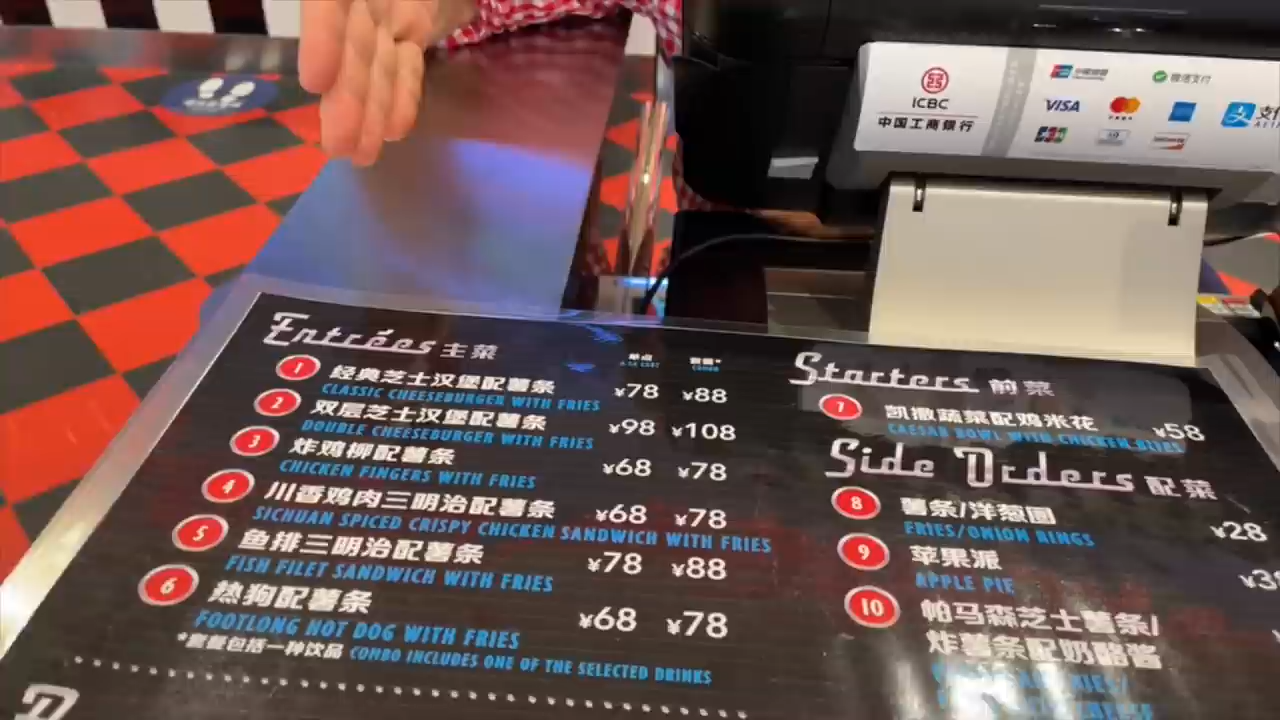 ICBC
中国工商银行
VISA
Entrées 主菜
单点 套餐*
1 经典芝士汉堡配薯条 ¥78 ¥88
CLASSIC CHEESEBURGER WITH FRIES
2 双层芝士汉堡配薯条 ¥98 ¥108
DOUBLE CHEESEBURGER WITH FRIES
3 炸鸡柳配薯条 ¥68 ¥78
CHICKEN FINGERS WITH FRIES
4 川香鸡肉三明治配薯条 ¥68 ¥78
SICHUAN SPICED CRISPY CHICKEN SANDWICH WITH FRIES
5 鱼排三明治配薯条 ¥78 ¥88
FISH FILET SANDWICH WITH FRIES
6 热狗配薯条 ¥68 ¥78
FOOTLONG HOT DOG WITH FRIES
*套餐包括一种饮品 COMBO INCLUDES ONE OF THE SELECTED DRINKS
Starters 前菜
7 凯撒蔬菜配鸡米花 ¥58
CAESAR BOWL WITH CHICKEN BITES
Side Orders 配菜
8 薯条/洋葱圈 ¥28
FRIES/ONION RINGS
9 苹果派
APPLE PIE
10 帕马森芝士薯条/
炸薯条配奶酪酱